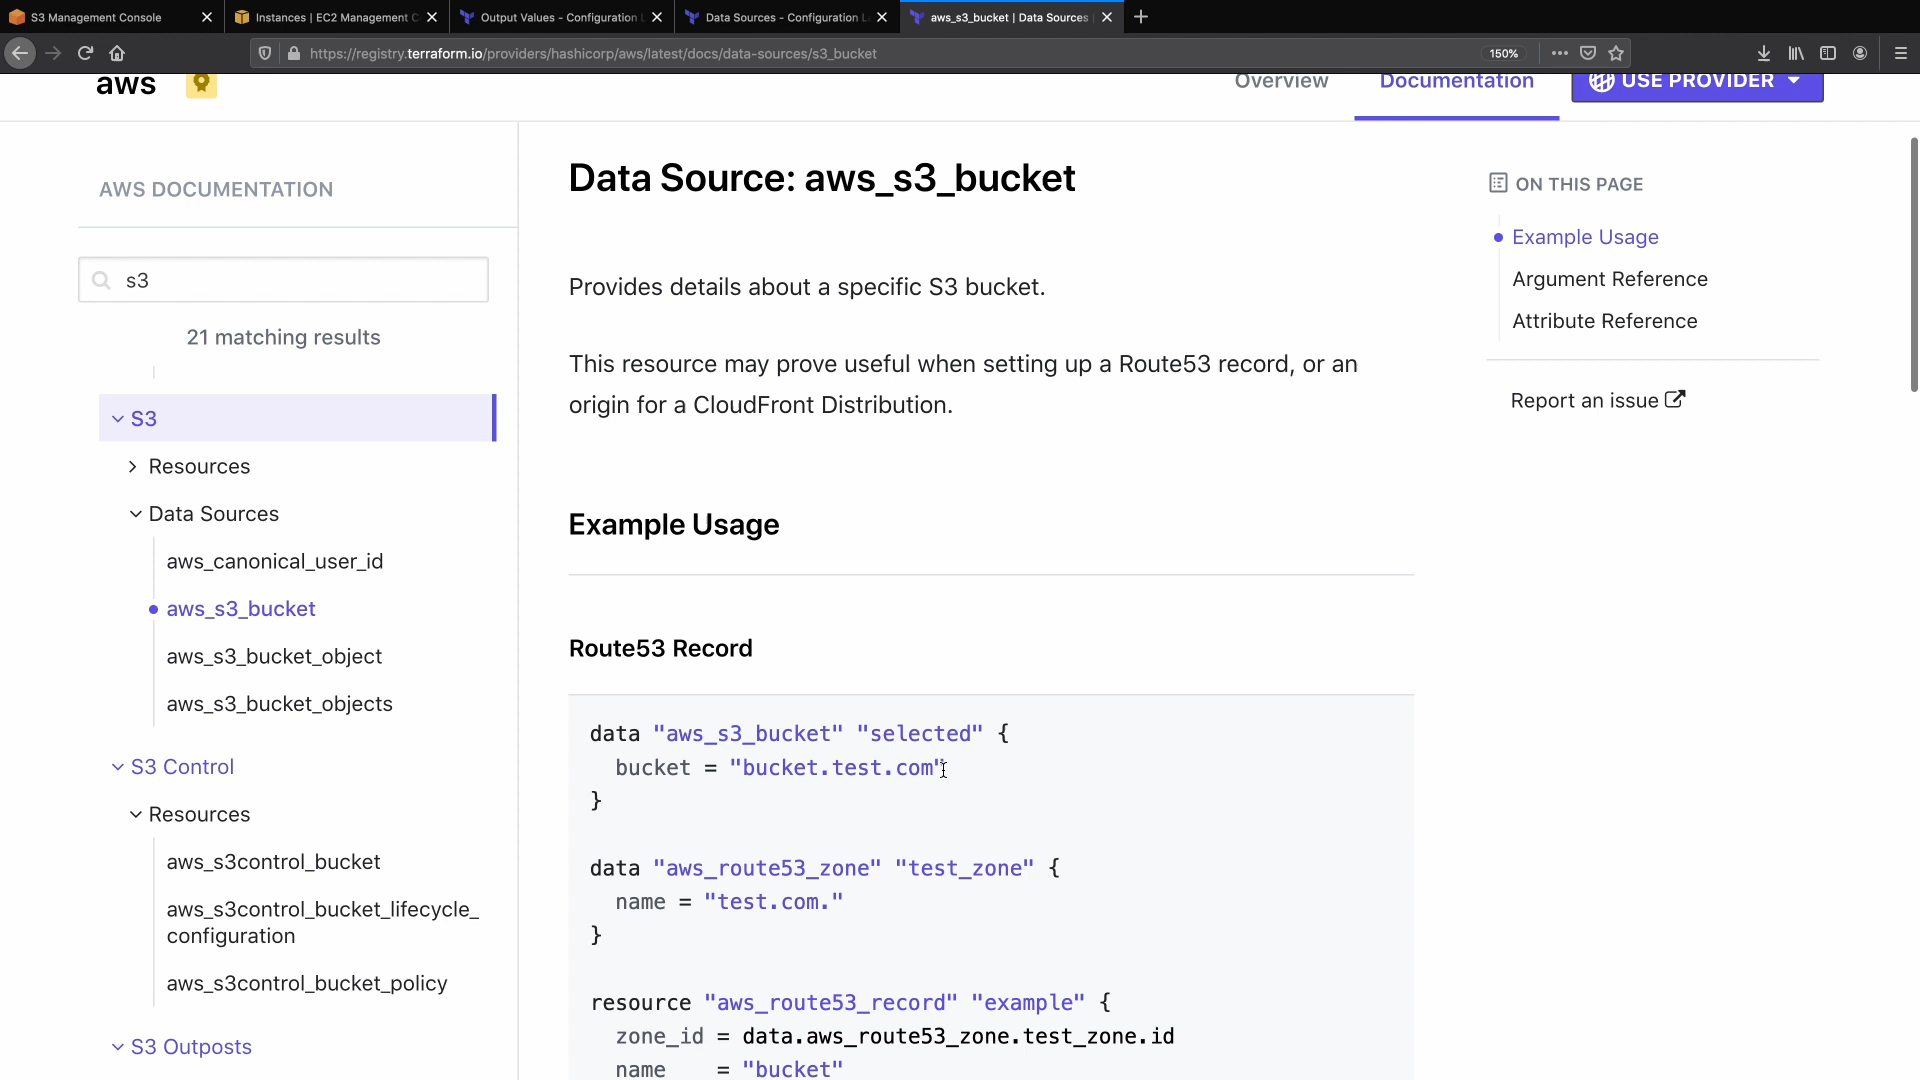 S3 Management Console
Instances | EC2 Management C
Output Values - Configuration L
Data Sources - Configuration La
aws_s3_bucket | Data Sources
https://registry.terraform.io/providers/hashicorp/aws/latest/docs/data-sources/s3_bucket
150%
aws
Overview
Documentation
USE PROVIDER
AWS DOCUMENTATION
s3
21 matching results
S3
Resources
Data Sources
aws_canonical_user_id
aws_s3_bucket
aws_s3_bucket_object
aws_s3_bucket_objects
S3 Control
Resources
aws_s3control_bucket
aws_s3control_bucket_lifecycle_
configuration
aws_s3control_bucket_policy
S3 Outposts
Data Source: aws_s3_bucket
Provides details about a specific S3 bucket.
This resource may prove useful when setting up a Route53 record, or an
origin for a CloudFront Distribution.
Example Usage
Route53 Record
data "aws_s3_bucket" "selected" {
bucket = "bucket.test.com"
}
data "aws_route53_zone" "test_zone" {
name = "test.com."
}
resource "aws_route53_record" "example" {
zone_id = data.aws_route53_zone.test_zone.id
name    = "bucket"
ON THIS PAGE
Example Usage
Argument Reference
Attribute Reference
Report an issue